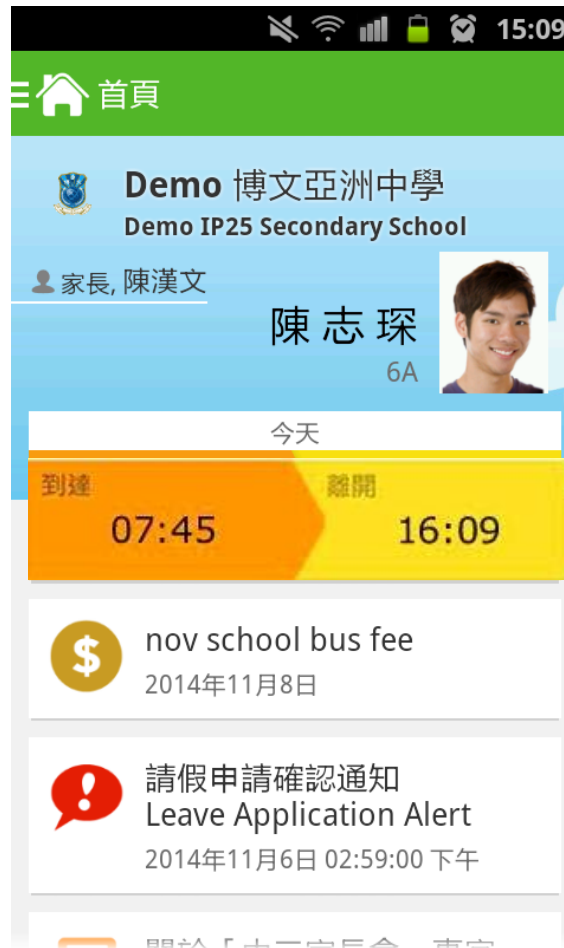 15:09
首頁
Demo 博文亞洲中學
Demo IP25 Secondary School
家長, 陳漢文
陳志琛
6A
今天
到達
離開
07:45
16:09
nov school bus fee
2014年11月8日
請假申請確認通知
Leave Application Alert
2014年11月6日 02:59:00 下午